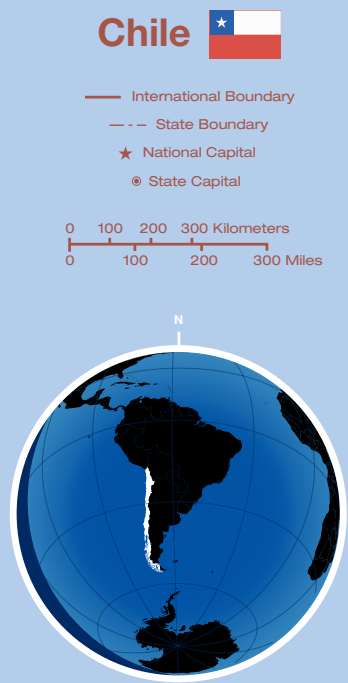 Chile
International Boundary
State Boundary
National Capital
State Capital
0 100 200 300 Kilometers
0 100 200 300 Miles
N